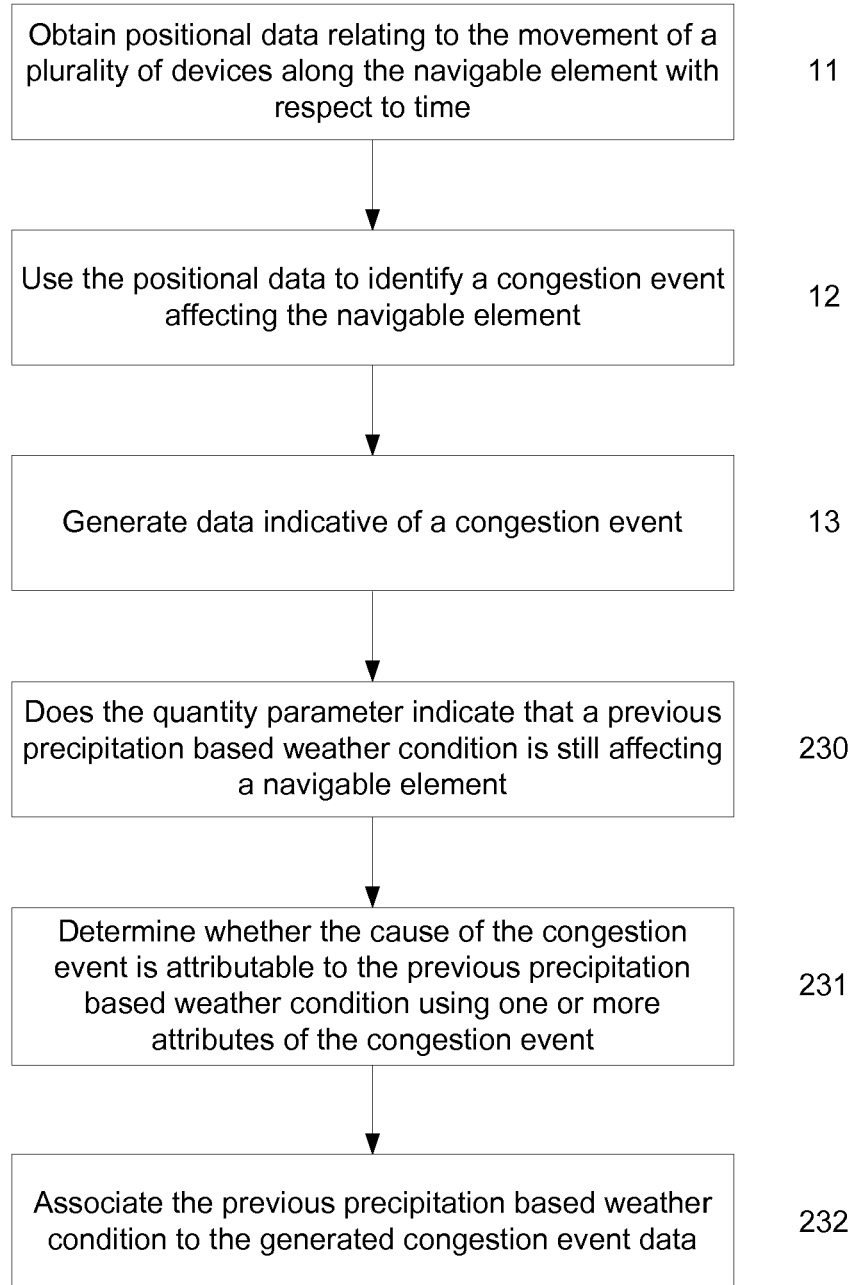 Obtain positional data relating to the movement of a
plurality of devices along the navigable element with
respect to time
11
Use the positional data to identify a congestion event
affecting the navigable element
12
Generate data indicative of a congestion event
13
Does the quantity parameter indicate that a previous
precipitation based weather condition is still affecting
a navigable element
230
Determine whether the cause of the congestion
event is attributable to the previous precipitation
based weather condition using one or more
attributes of the congestion event
231
Associate the previous precipitation based weather
condition to the generated congestion event data
232